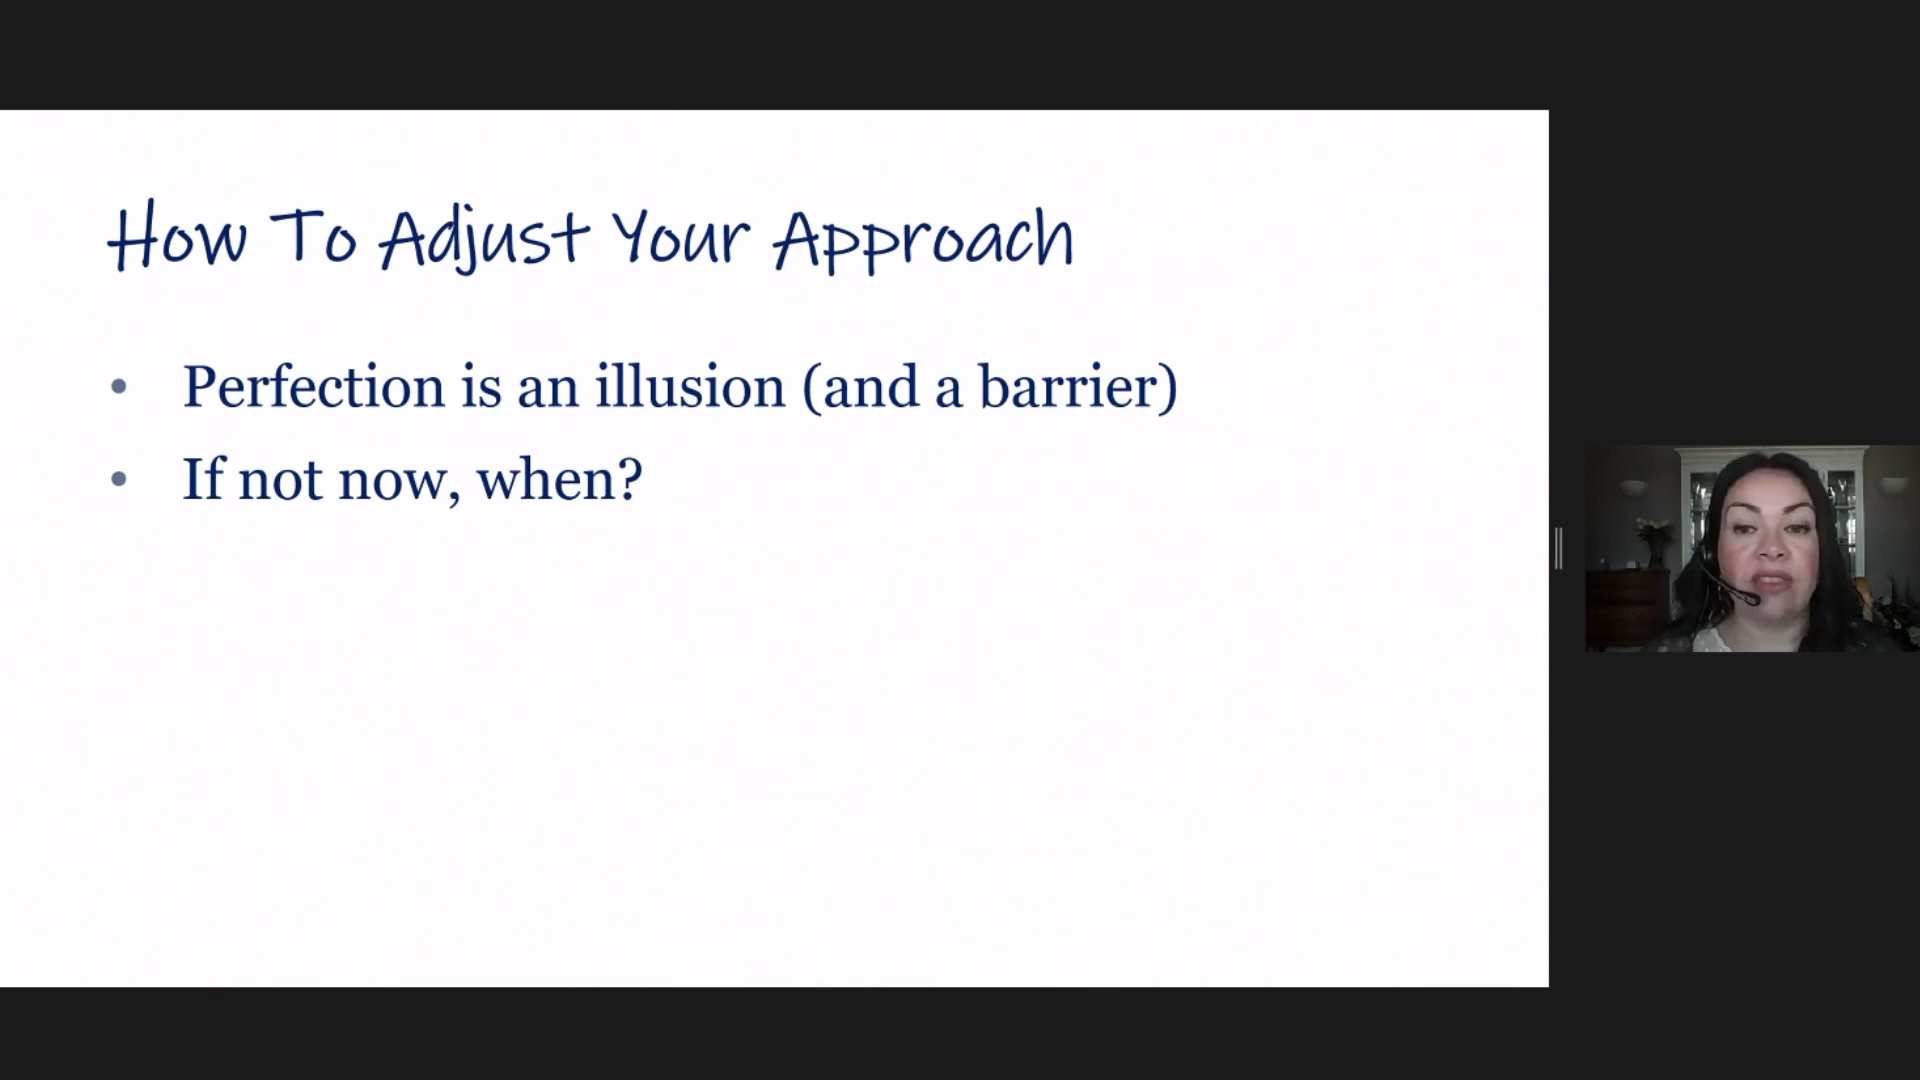 How To Adjust Your Approach
• Perfection is an illusion (and a barrier)
• If not now, when?